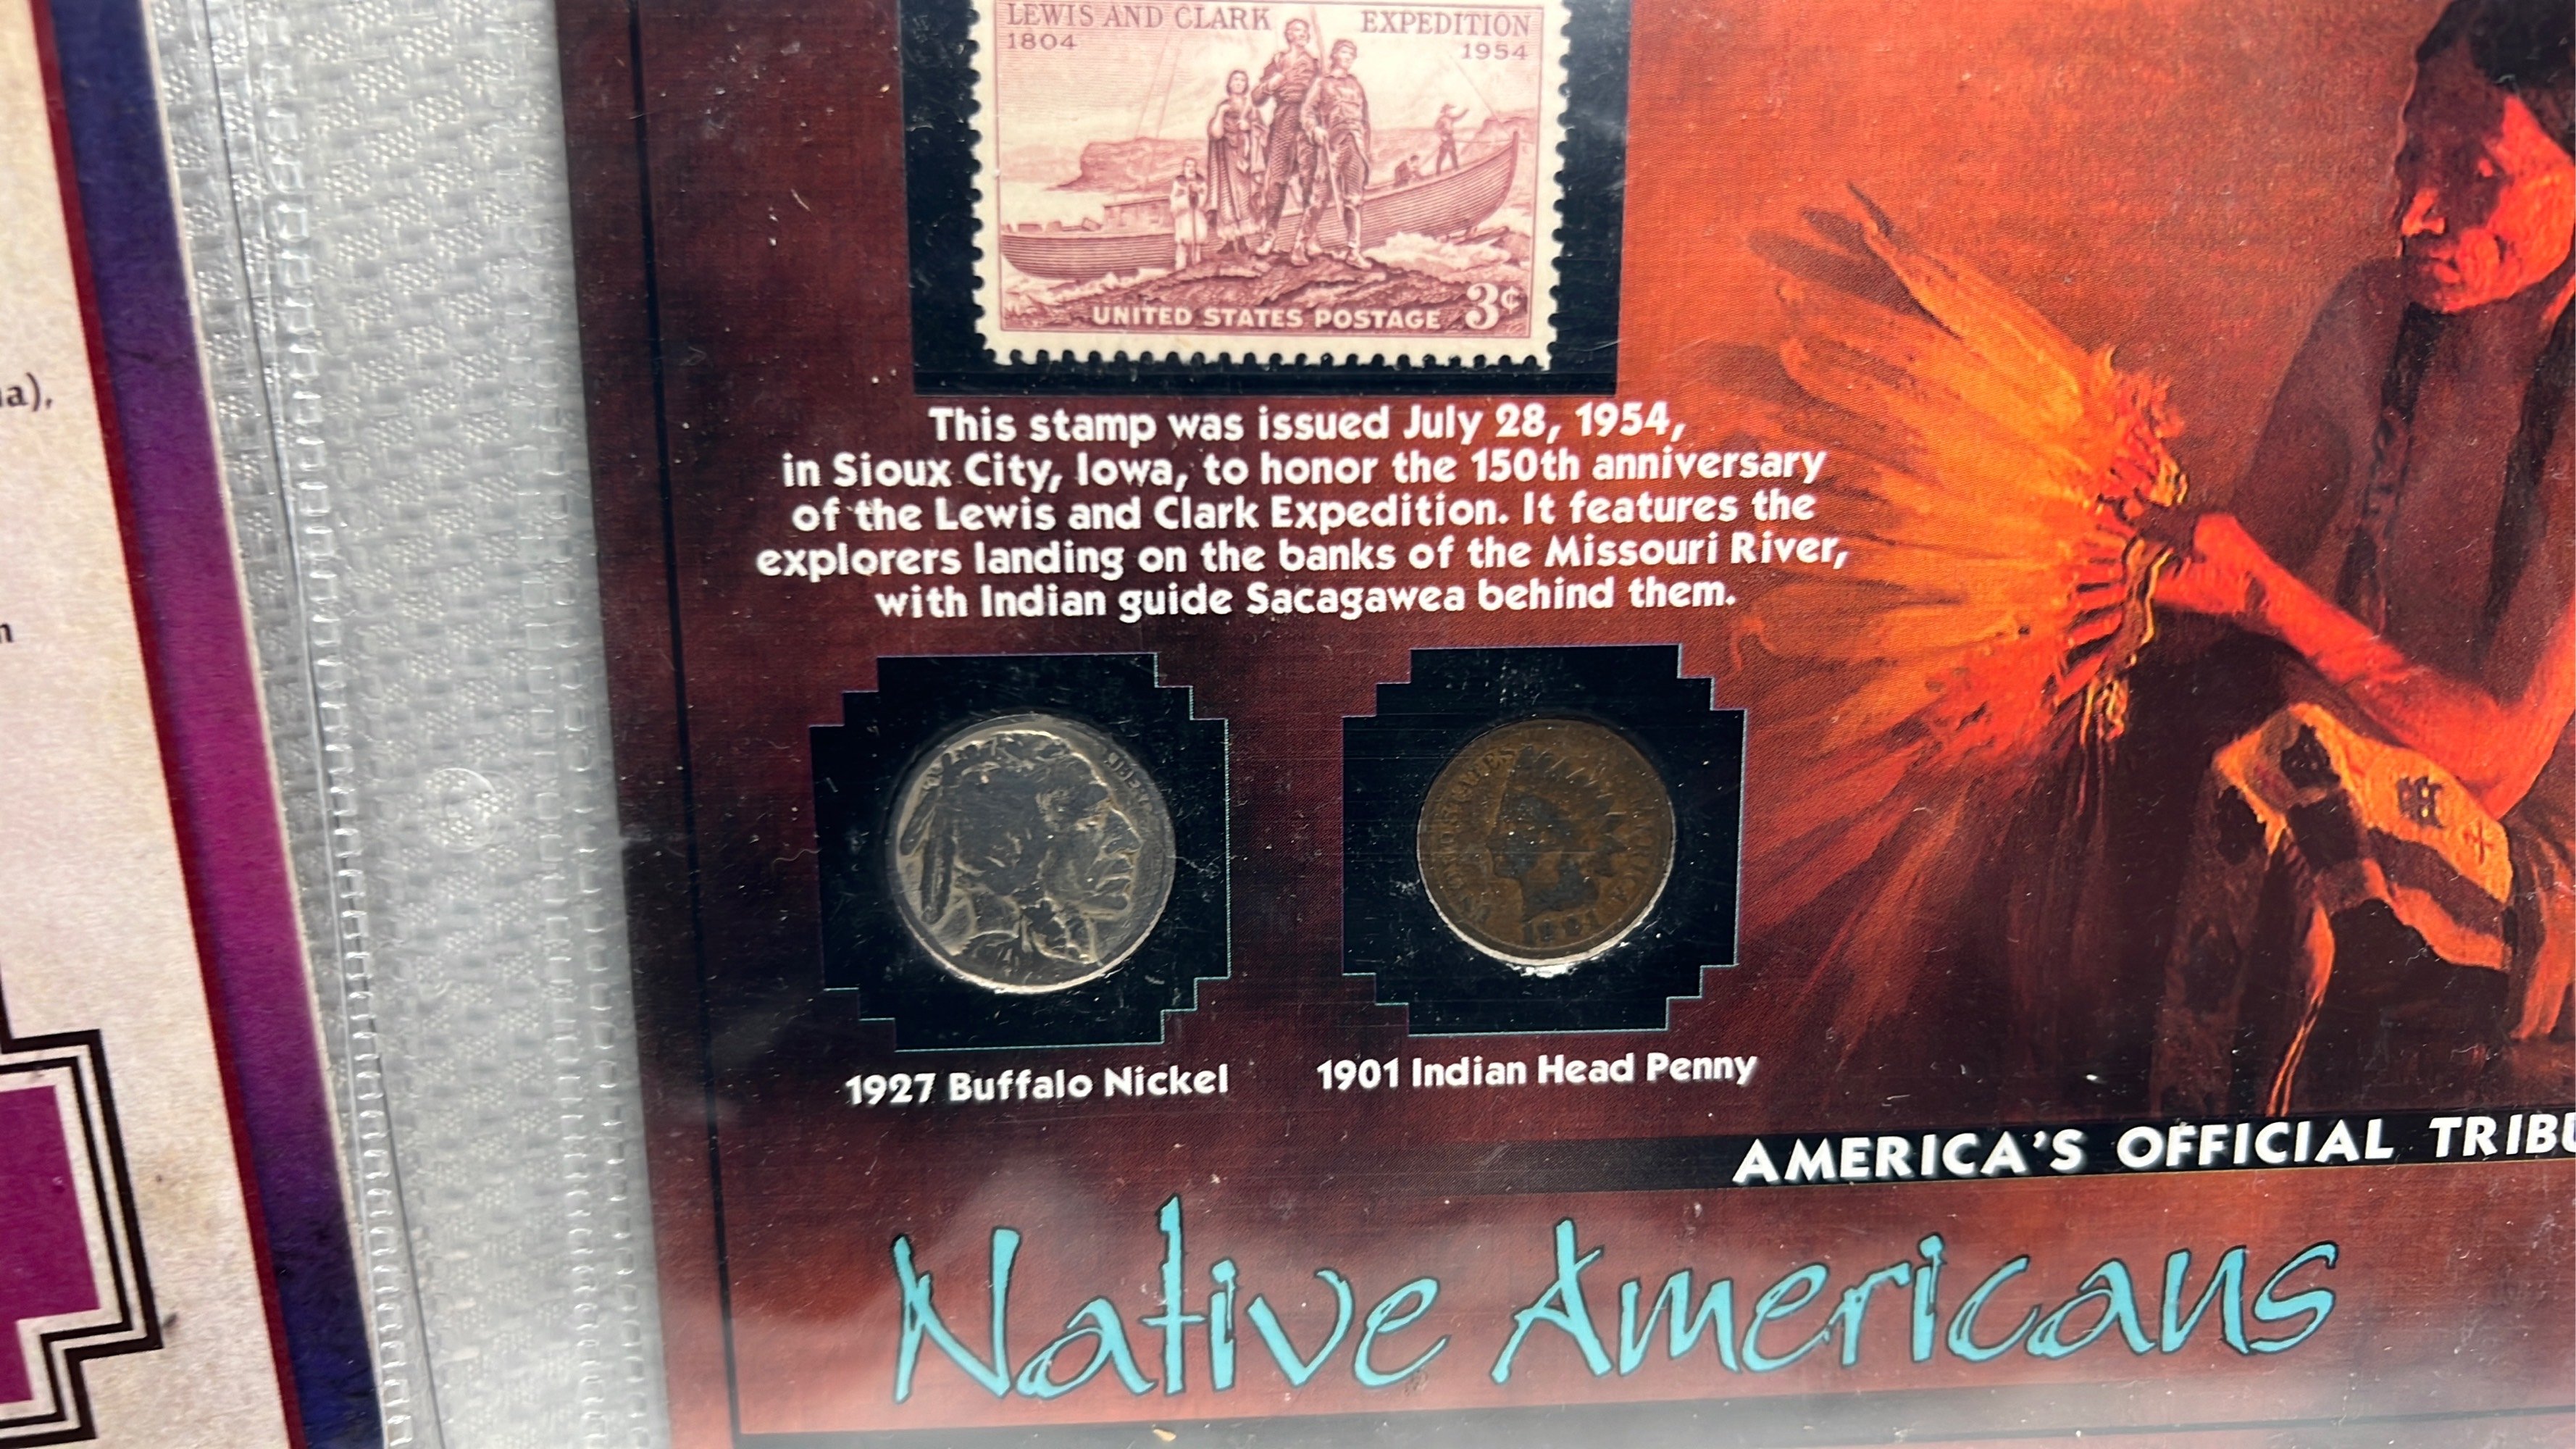 LEWIS AND CLARK EXPEDITION
1804 1954
UNITED STATES POSTAGE 3¢
This stamp was issued July 28, 1954,
in Sioux City, Iowa, to honor the 150th anniversary
of the Lewis and Clark Expedition. It features the
explorers landing on the banks of the Missouri River,
with Indian guide Sacagawea behind them.
1927 Buffalo Nickel
1901 Indian Head Penny
AMERICA'S OFFICIAL TRIBU
Native Americans
a),